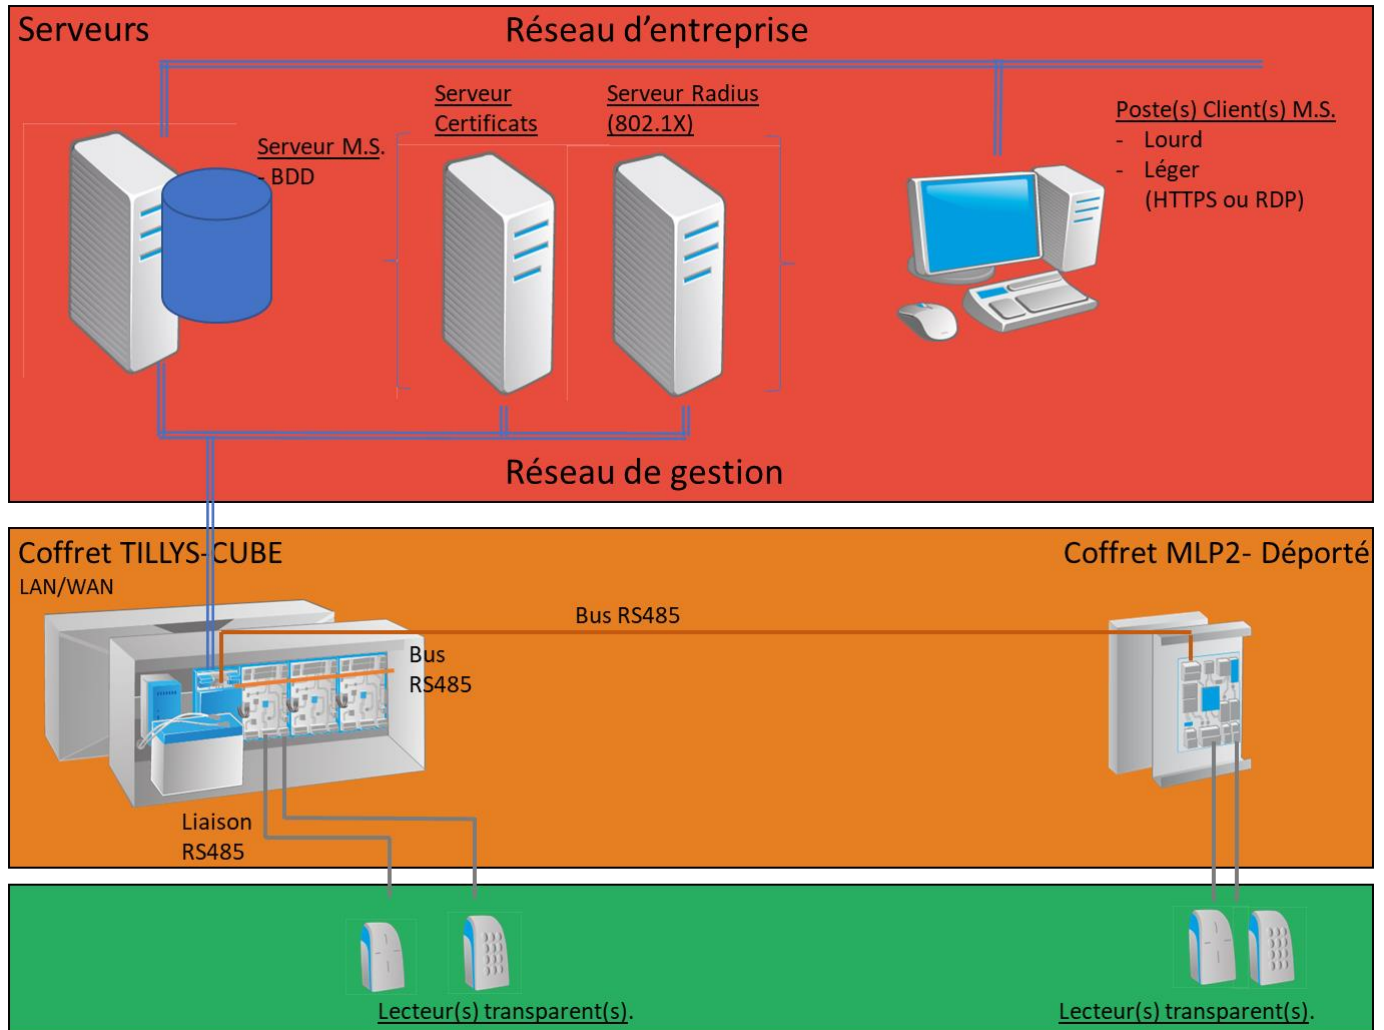 Serveurs
Réseau d’entreprise
Serveur
Certificats
Serveur Radius
(802.1X)
Poste(s) Client(s) M.S.
- Lourd
- Léger
(HTTPS ou RDP)
Serveur M.S.
- BDD
Réseau de gestion
Coffret TILLYS-CUBE
LAN/WAN
Coffret MLP2- Déporté
Bus RS485
Bus
RS485
Liaison
RS485
Lecteur(s) transparent(s).
Lecteur(s) transparent(s).